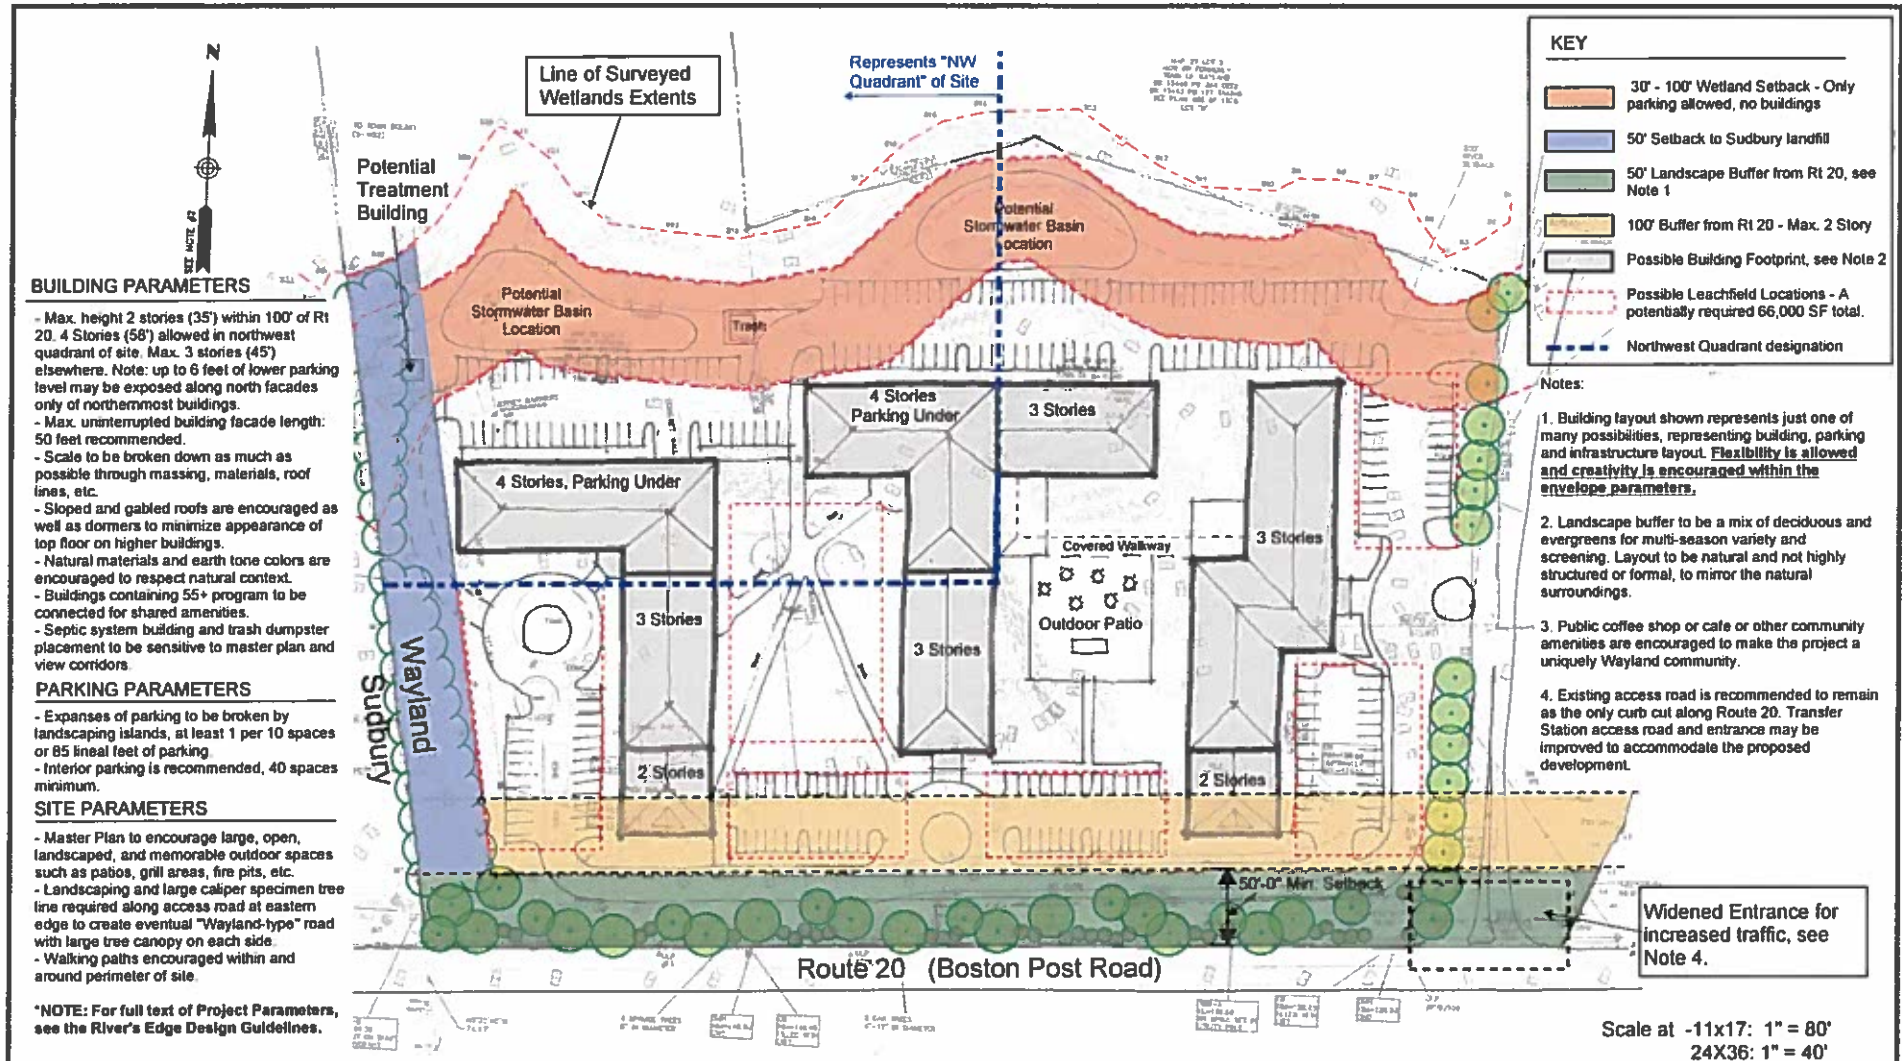 N
SEE NOTE #2
Line of Surveyed
Wetlands Extents
Represents "NW
Quadrant" of Site
Potential
Treatment
Building
BUILDING PARAMETERS
- Max. height 2 stories (35') within 100' of Rt
20. 4 Stories (58') allowed in northwest
quadrant of site. Max. 3 stories (45')
elsewhere. Note: up to 6 feet of lower parking
level may be exposed along north facades
only of northernmost buildings.
- Max. uninterrupted building facade length:
50 feet recommended.
- Scale to be broken down as much as
possible through massing, materials, roof
lines, etc.
- Sloped and gabled roofs are encouraged as
well as dormers to minimize appearance of
top floor on higher buildings.
- Natural materials and earth tone colors are
encouraged to respect natural context.
- Buildings containing 55+ program to be
connected for shared amenities.
- Septic system building and trash dumpster
placement to be sensitive to master plan and
view corridors.
PARKING PARAMETERS
- Expanses of parking to be broken by
landscaping islands, at least 1 per 10 spaces
or 85 lineal feet of parking.
- Interior parking is recommended, 40 spaces
minimum.
SITE PARAMETERS
- Master Plan to encourage large, open,
landscaped, and memorable outdoor spaces
such as patios, grill areas, fire pits, etc.
- Landscaping and large caliper specimen tree
line required along access road at eastern
edge to create eventual "Wayland-type" road
with large tree canopy on each side.
- Walking paths encouraged within and
around perimeter of site.
*NOTE: For full text of Project Parameters,
see the River's Edge Design Guidelines.
Potential
Stormwater Basin
Location
Trash
Potential
Stormwater Basin
Location
4 Stories
Parking Under
3 Stories
4 Stories, Parking Under
3 Stories
Covered Walkway
Outdoor Patio
3 Stories
3 Stories
2 Stories
2 Stories
Wayland
Sudbury
50'-0" Min. Setback
Route 20 (Boston Post Road)
KEY
30' - 100' Wetland Setback - Only
parking allowed, no buildings
50' Setback to Sudbury landfill
50' Landscape Buffer from Rt 20, see
Note 1
100' Buffer from Rt 20 - Max. 2 Story
Possible Building Footprint, see Note 2
Possible Leachfield Locations - A
potentially required 66,000 SF total.
Northwest Quadrant designation
Notes:
1. Building layout shown represents just one of
many possibilities, representing building, parking
and infrastructure layout. Flexibility is allowed
and creativity is encouraged within the
envelope parameters.
2. Landscape buffer to be a mix of deciduous and
evergreens for multi-season variety and
screening. Layout to be natural and not highly
structured or formal, to mirror the natural
surroundings.
3. Public coffee shop or cafe or other community
amenities are encouraged to make the project a
uniquely Wayland community.
4. Existing access road is recommended to remain
as the only curb cut along Route 20. Transfer
Station access road and entrance may be
improved to accommodate the proposed
development.
Widened Entrance for
increased traffic, see
Note 4.
Scale at -11x17: 1" = 80'
24X36: 1" = 40'